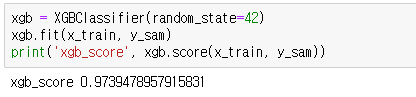 xgb = XGBClassifier(random_state=42)
xgb.fit(x_train, y_sam)
print('xgb_score', xgb.score(x_train, y_sam))
xgb_score 0.9739478957915831